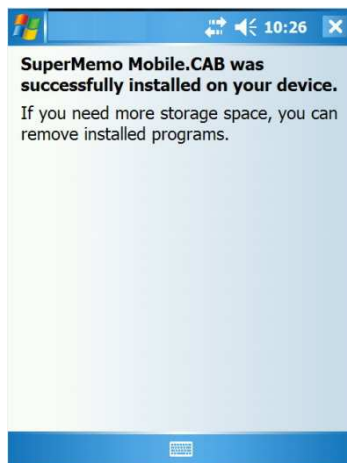 10:26
SuperMemo Mobile.CAB was
successfully installed on your device.
If you need more storage space, you can
remove installed programs.